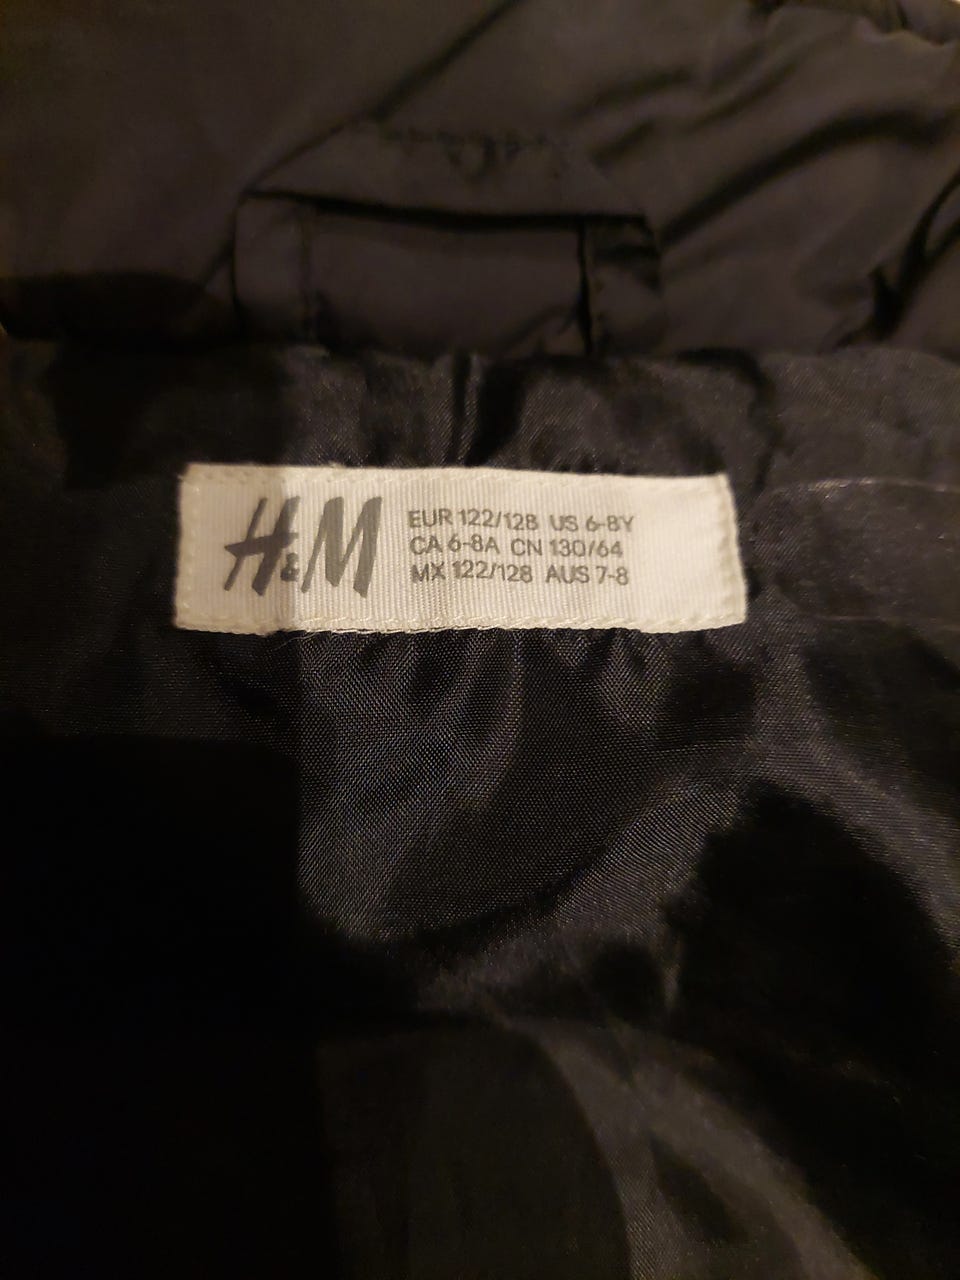 H&M
EUR 122/128 US 6-8Y
CA 6-8A CN 130/64
MX 122/128 AUS 7-8